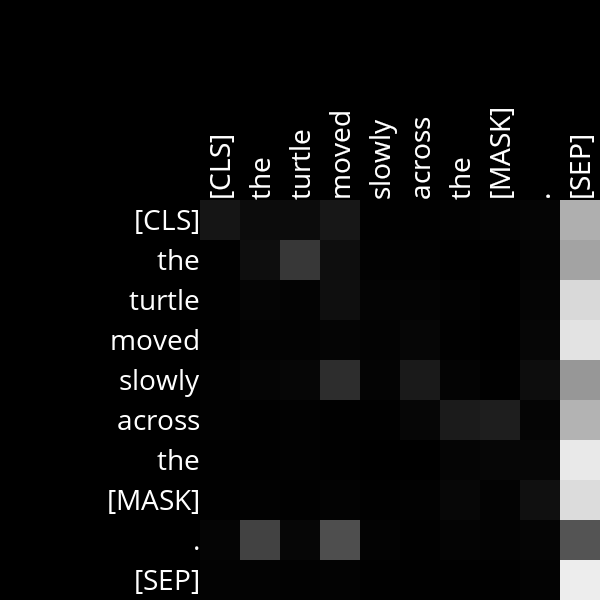 [CLS] the turtle moved slowly across the [MASK] . [SEP]
[CLS]
the
turtle
moved
slowly
across
the
[MASK]
.
[SEP]